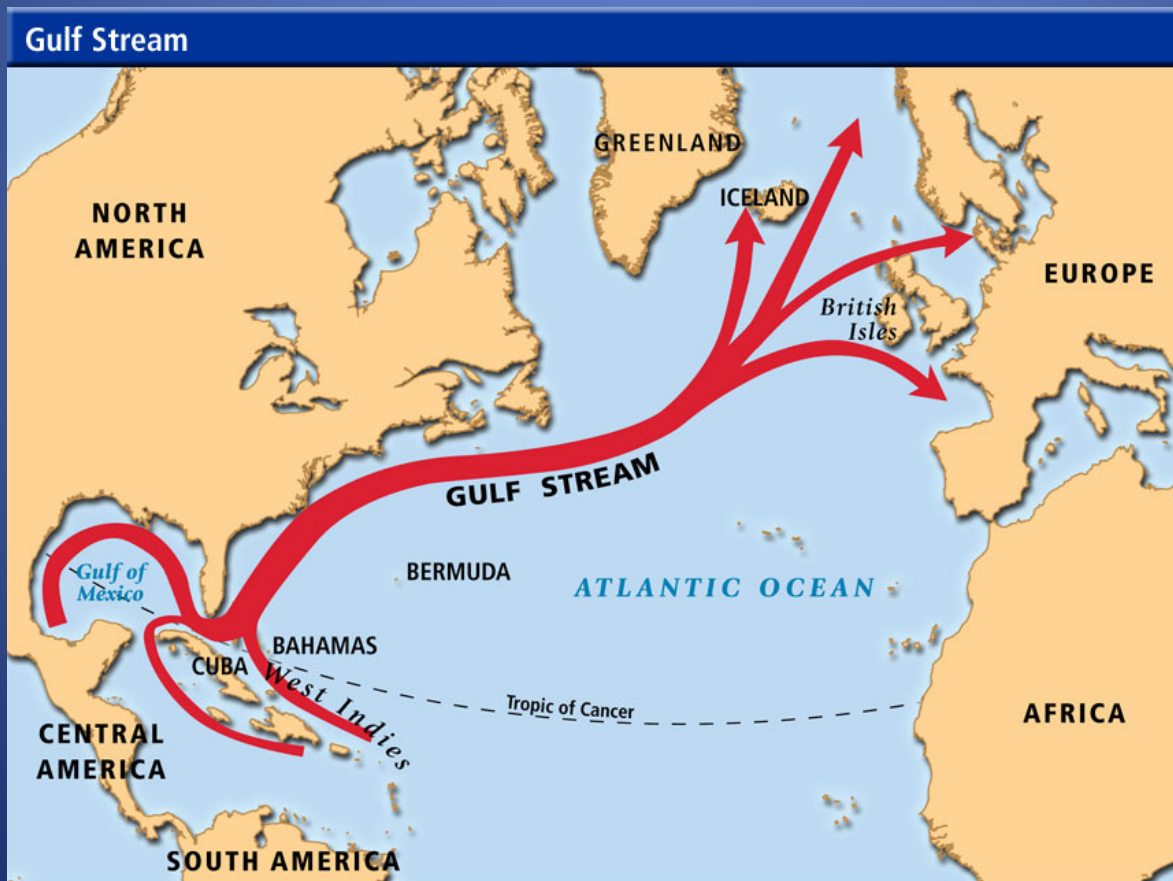 Gulf Stream
GREENLAND
ICELAND
NORTH
AMERICA
EUROPE
British
Isles
GULF STREAM
Gulf of
Mexico
BERMUDA
ATLANTIC OCEAN
BAHAMAS
CUBA
West Indies
Tropic of Cancer
AFRICA
CENTRAL
AMERICA
SOUTH AMERICA